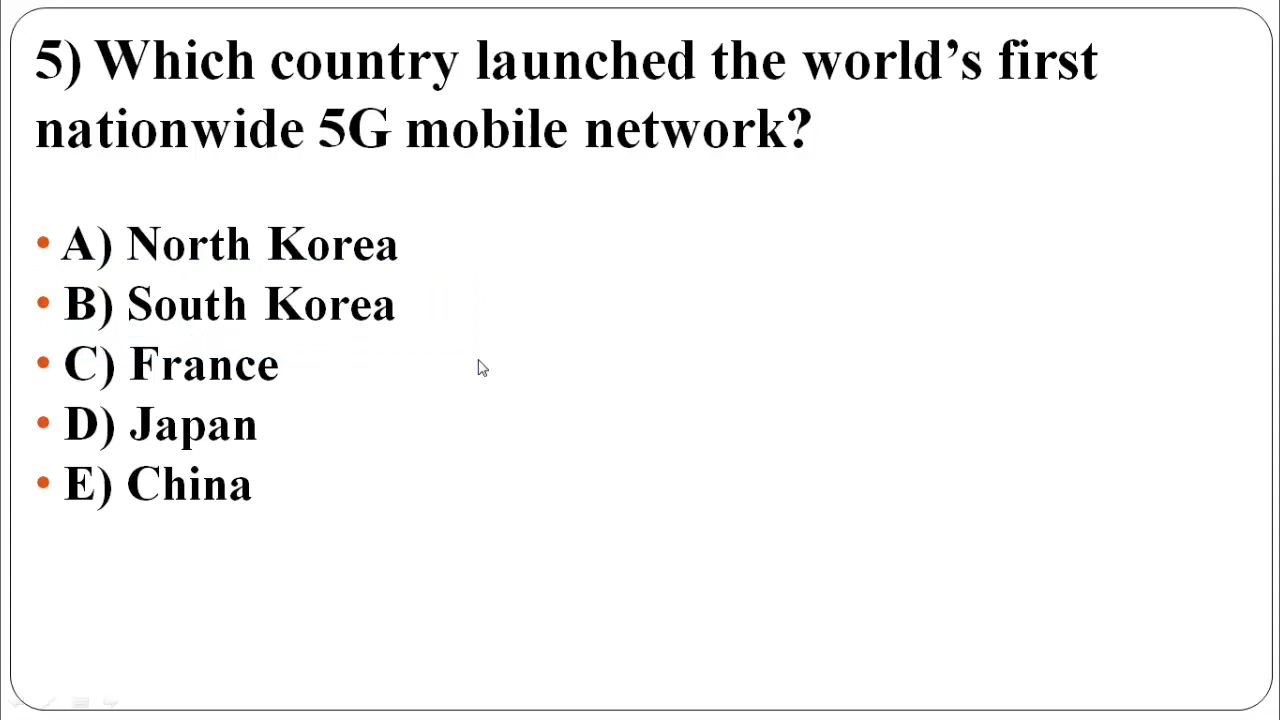 5) Which country launched the world’s first
nationwide 5G mobile network?
• A) North Korea
• B) South Korea
• C) France
• D) Japan
• E) China